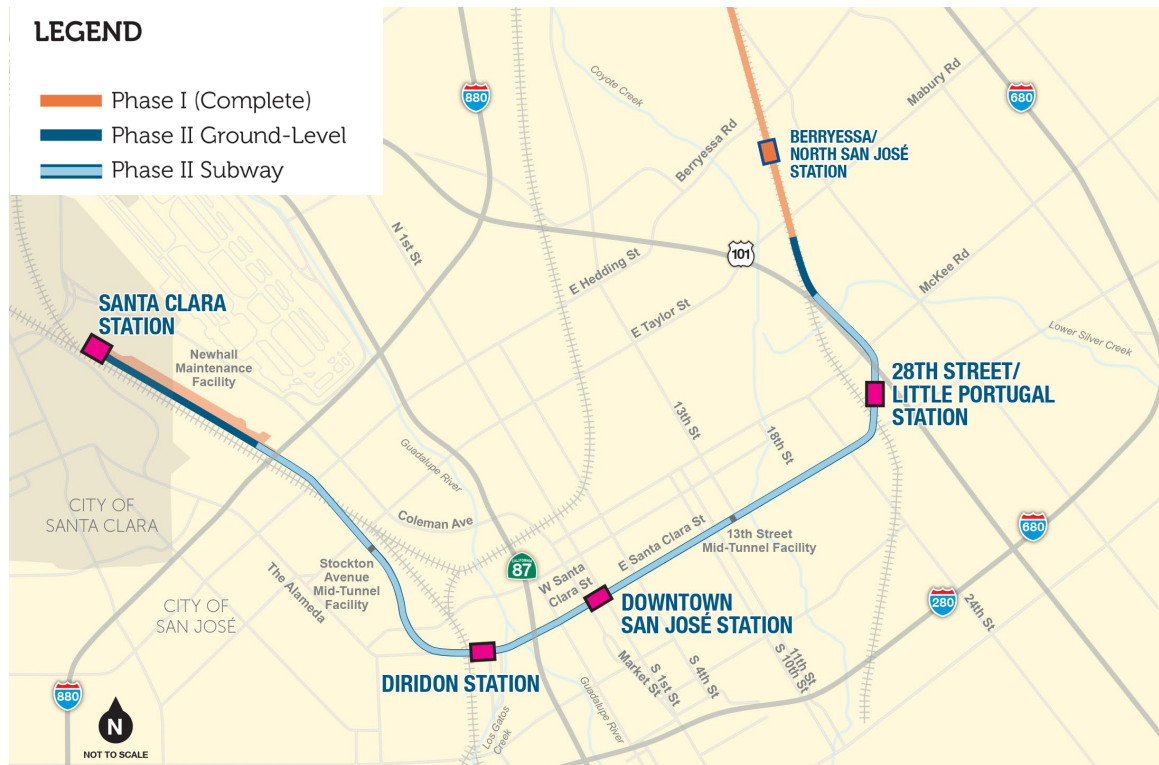 LEGEND
Phase I (Complete)
Phase II Ground-Level
Phase II Subway
880
Coyote Creek
Mabury Rd
680
Berryessa Rd
BERRYESSA/
NORTH SAN JOSÉ
STATION
N 1st St
101
E Hedding St
McKee Rd
E Taylor St
Lower Silver Creek
SANTA CLARA
STATION
Newhall
Maintenance
Facility
28TH STREET/
LITTLE PORTUGAL
STATION
13th St
18th St
Guadalupe River
CITY OF
SANTA CLARA
Coleman Ave
E Santa Clara St
13th Street
Mid-Tunnel Facility
680
Stockton
Avenue
Mid-Tunnel
Facility
The Alameda
CALIFORNIA
87
W Santa
Clara St
280
24th St
CITY OF
SAN JOSÉ
DOWNTOWN
SAN JOSÉ STATION
DIRIDON STATION
Market St
S 1st St
S 4th St
11th St
S 10th St
Guadalupe River
Los Gatos
Creek
880
N
NOT TO SCALE